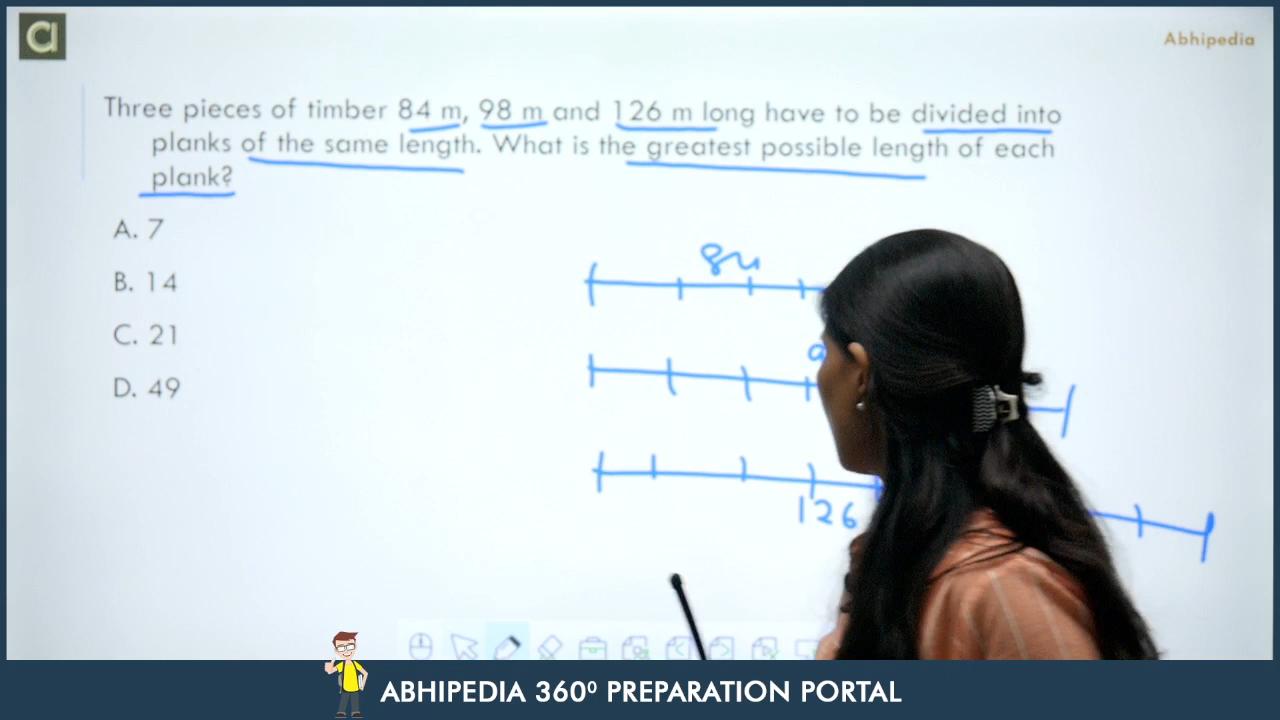 Abhipedia
Three pieces of timber 84 m, 98 m and 126 m long have to be divided into
planks of the same length. What is the greatest possible length of each
plank?
A. 7
B. 14
C. 21
D. 49
84
126
ABHIPEDIA 360⁰ PREPARATION PORTAL